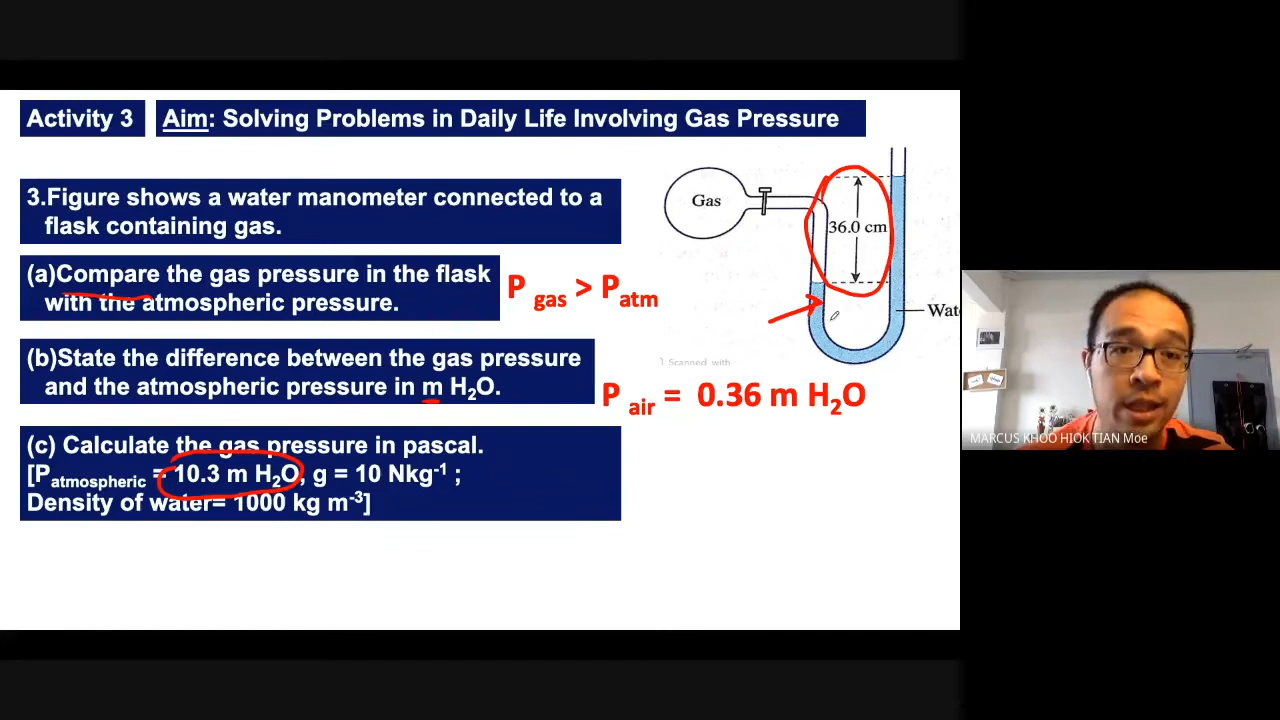 Activity 3
Aim: Solving Problems in Daily Life Involving Gas Pressure
3.Figure shows a water manometer connected to a
flask containing gas.
(a)Compare the gas pressure in the flask
with the atmospheric pressure.
P gas > Patm
(b)State the difference between the gas pressure
and the atmospheric pressure in m H2O.
P air = 0.36 m H2O
(c) Calculate the gas pressure in pascal.
[Patmospheric = 10.3 m H2O, g = 10 Nkg-1 ;
Density of water= 1000 kg m-3]
Gas
36.0 cm
Wate
Scanned with
MARCUS KHOO HIOK TIAN Moe